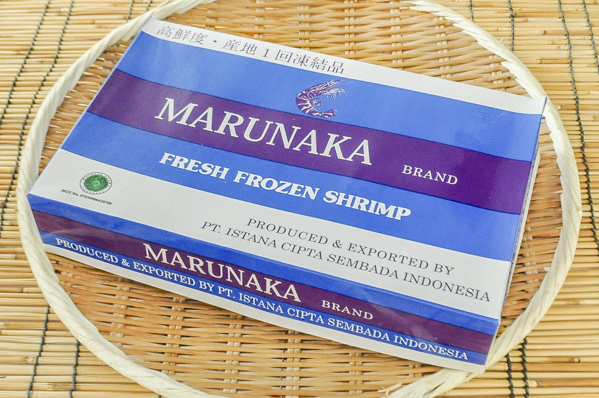 高鮮度・産地1回凍結品
MARUNAKA BRAND
FRESH FROZEN SHRIMP
PRODUCED & EXPORTED BY
PT. ISTANA CIPTA SEMBADA INDONESIA
MARUNAKA BRAND
PRODUCED & EXPORTED BY PT. ISTANA CIPTA SEMBADA INDONESIA